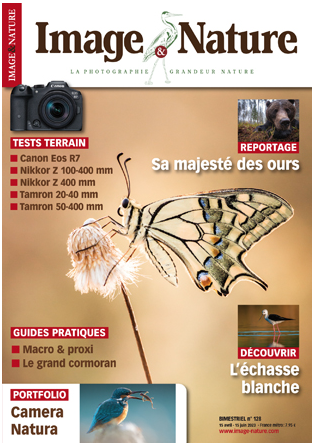 IMAGE & NATURE
Image & Nature
LA PHOTOGRAPHIE GRANDEUR NATURE
TESTS TERRAIN
Canon Eos R7
Nikkor Z 100-400 mm
Nikkor Z 400 mm
Tamron 20-40 mm
Tamron 50-400 mm
REPORTAGE
Sa majesté des ours
GUIDES PRATIQUES
Macro & proxi
Le grand cormoran
DÉCOUVRIR
L'échasse
blanche
PORTFOLIO
Camera
Natura
BIMESTRIEL n° 128
www.image-nature.com